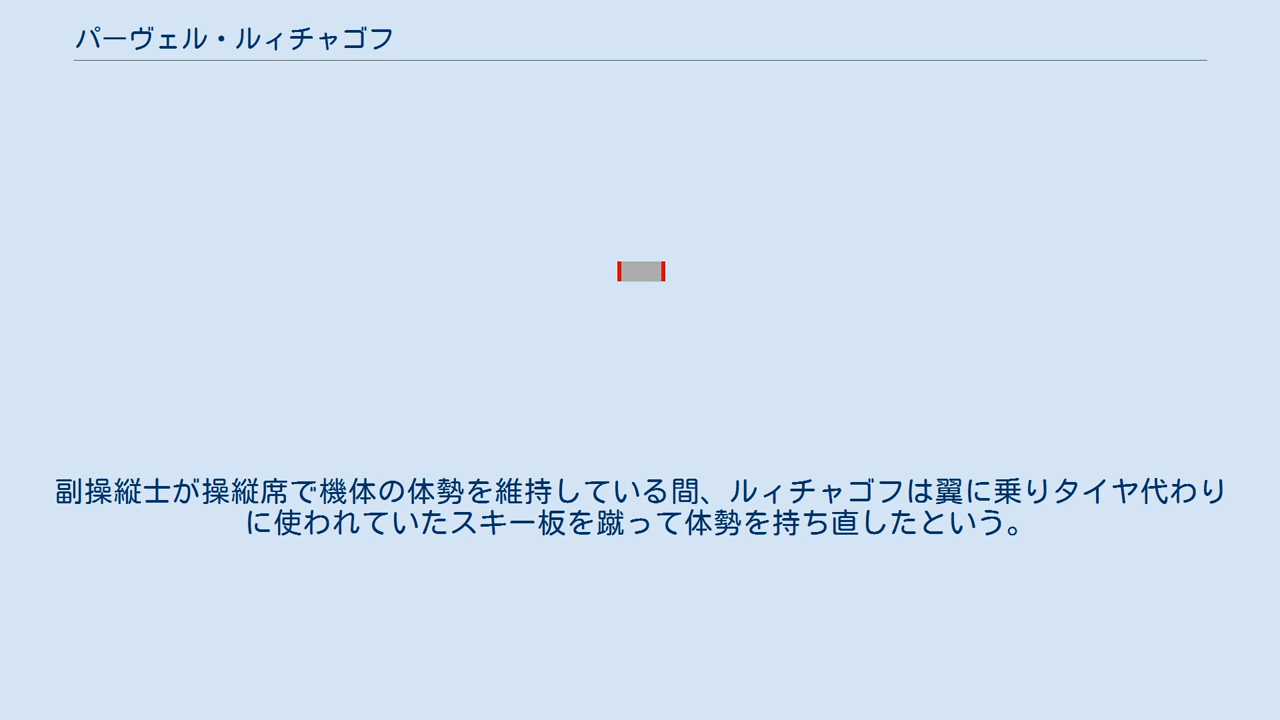 パーヴェル・ルィチャゴフ
副操縦士が操縦席で機体の体勢を維持している間、ルィチャゴフは翼に乗りタイヤ代わり
に使われていたスキー板を蹴って体勢を持ち直したという。